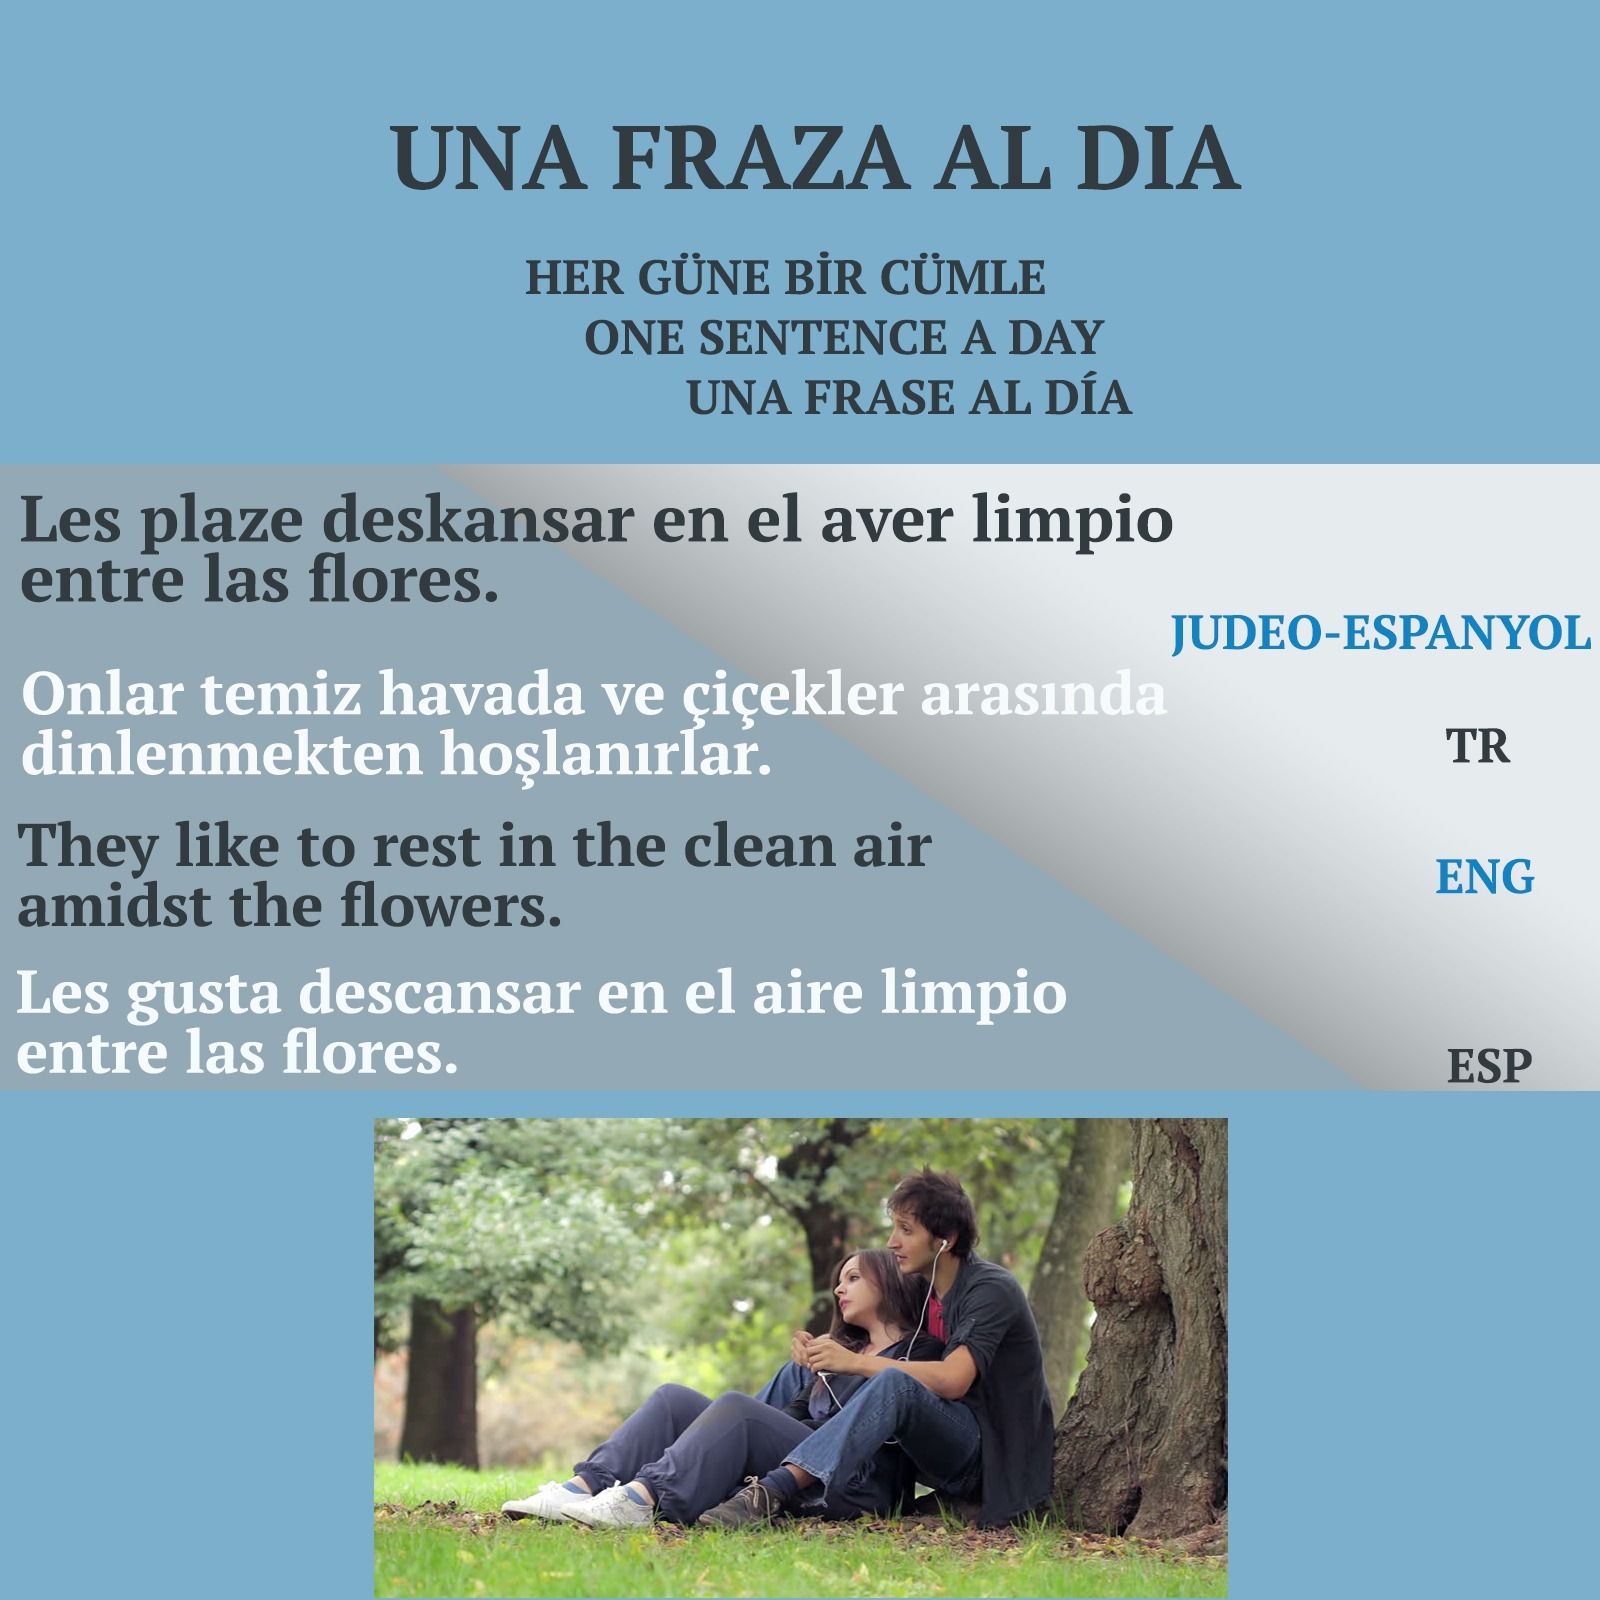 UNA FRAZA AL DIA
HER GÜNE BİR CÜMLE
ONE SENTENCE A DAY
UNA FRASE AL DÍA
Les plaze deskansar en el aver limpio
entre las flores.
JUDEO-ESPANYOL
Onlar temiz havada ve çiçekler arasında
dinlenmekten hoşlanırlar.
TR
They like to rest in the clean air
amidst the flowers.
ENG
Les gusta descansar en el aire limpio
entre las flores.
ESP